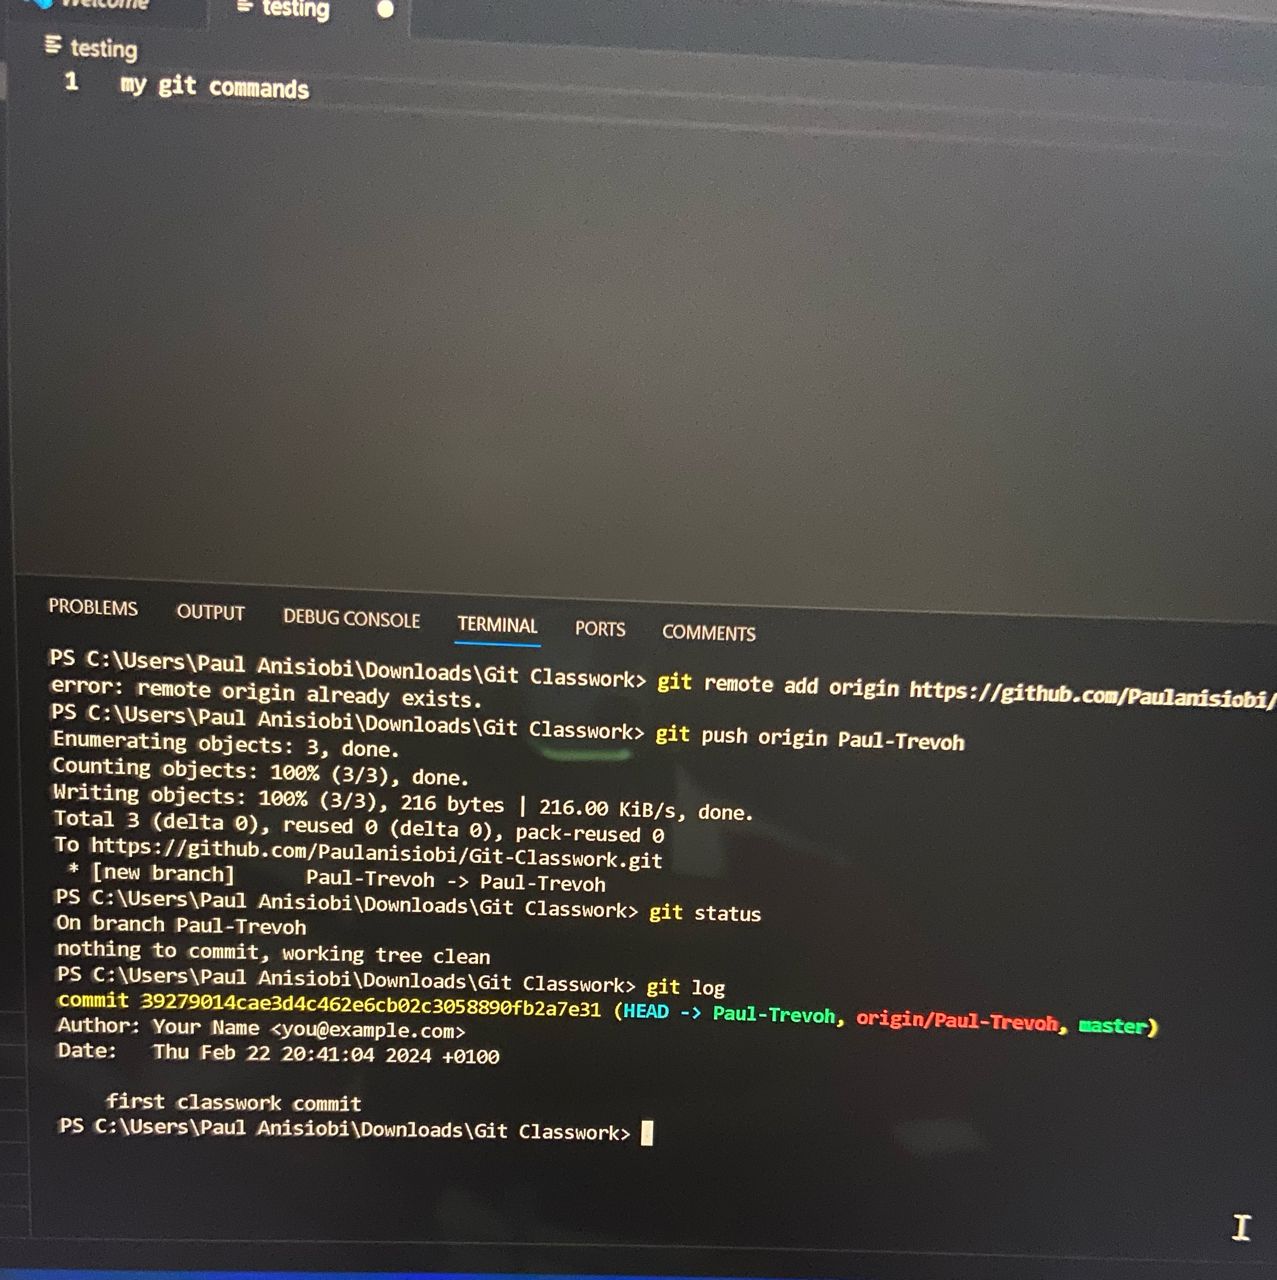 Welcome testing
testing
1 my git commands
PROBLEMS OUTPUT DEBUG CONSOLE TERMINAL PORTS COMMENTS
PS C:\Users\Paul Anisiobi\Downloads\Git Classwork> git remote add origin https://github.com/Paulanisiobi/
error: remote origin already exists.
PS C:\Users\Paul Anisiobi\Downloads\Git Classwork> git push origin Paul-Trevoh
Enumerating objects: 3, done.
Counting objects: 100% (3/3), done.
Writing objects: 100% (3/3), 216 bytes | 216.00 KiB/s, done.
Total 3 (delta 0), reused 0 (delta 0), pack-reused 0
To https://github.com/Paulanisiobi/Git-Classwork.git
* [new branch] Paul-Trevoh -> Paul-Trevoh
PS C:\Users\Paul Anisiobi\Downloads\Git Classwork> git status
On branch Paul-Trevoh
nothing to commit, working tree clean
PS C:\Users\Paul Anisiobi\Downloads\Git Classwork> git log
commit 39279014cae3d4c462e6cb02c3058890fb2a7e31 (HEAD -> Paul-Trevoh, origin/Paul-Trevoh, master)
Author: Your Name <you@example.com>
Date: Thu Feb 22 20:41:04 2024 +0100
first classwork commit
PS C:\Users\Paul Anisiobi\Downloads\Git Classwork>